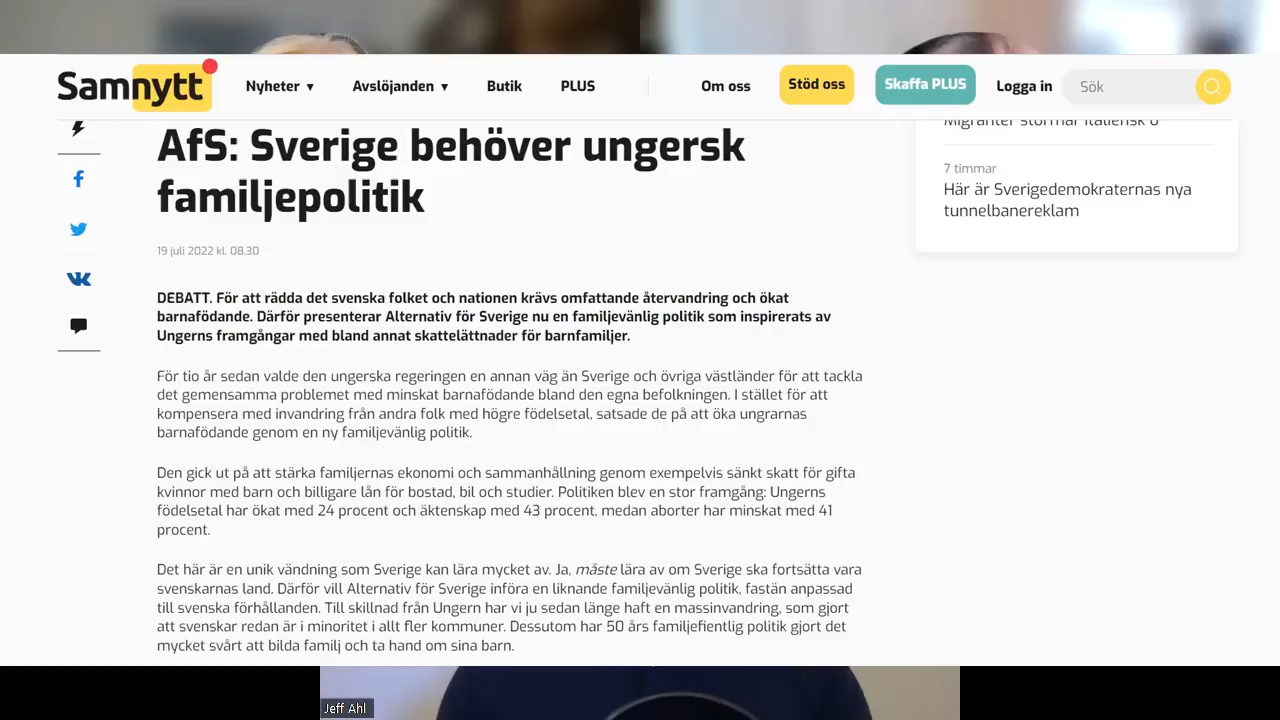 Samnytt
Nyheter ▼ Avslöjanden ▼ Butik PLUS Om oss Stöd oss Skaffa PLUS Logga in Sök
AfS: Sverige behöver ungersk
familjepolitik
19 juli 2022 kl. 08.30
DEBATT. För att rädda det svenska folket och nationen krävs omfattande återvandring och ökat
barnafödande. Därför presenterar Alternativ för Sverige nu en familjevänlig politik som inspirerats av
Ungerns framgångar med bland annat skattelättnader för barnfamiljer.
För tio år sedan valde den ungerska regeringen en annan väg än Sverige och övriga västländer för att tackla
det gemensamma problemet med minskat barnafödande bland den egna befolkningen. I stället för att
kompensera med invandring från andra folk med högre födelsetal, satsade de på att öka ungrarnas
barnafödande genom en ny familjevänlig politik.
Den gick ut på att stärka familjernas ekonomi och sammanhållning genom exempelvis sänkt skatt för gifta
kvinnor med barn och billigare lån för bostad, bil och studier. Politiken blev en stor framgång: Ungerns
födelsetal har ökat med 24 procent och äktenskap med 43 procent, medan aborter har minskat med 41
procent.
Det här är en unik vändning som Sverige kan lära mycket av. Ja, måste lära av om Sverige ska fortsätta vara
svenskarnas land. Därför vill Alternativ för Sverige införa en liknande familjevänlig politik, fastän anpassad
till svenska förhållanden. Till skillnad från Ungern har vi ju sedan länge haft en massinvandring, som gjort
att svenskar redan är i minoritet i allt fler kommuner. Dessutom har 50 års familjefientlig politik gjort det
mycket svårt att bilda familj och ta hand om sina barn.
Migranter stormar italiensk ö
7 timmar
Här är Sverigedemokraternas nya
tunnelbanereklam
Jeff Ahl